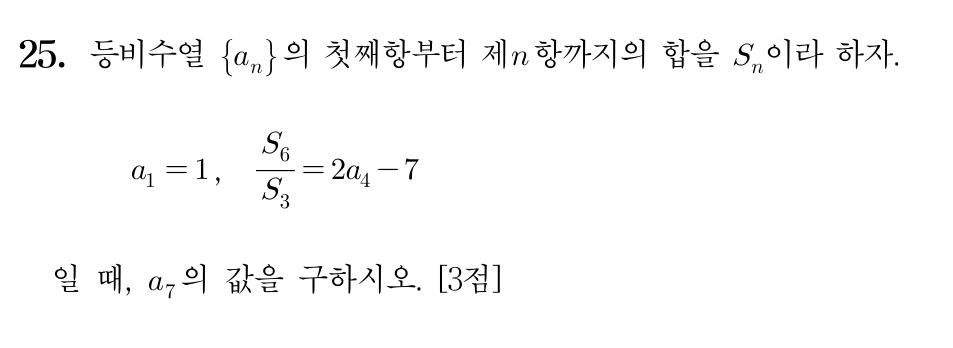 25. 등비수열 {aₙ}의 첫째항부터 제n항까지의 합을 Sₙ이라 하자.
a₁ = 1, S₆/S₃ = 2a₄ − 7
일 때, a₇의 값을 구하시오. [3점]